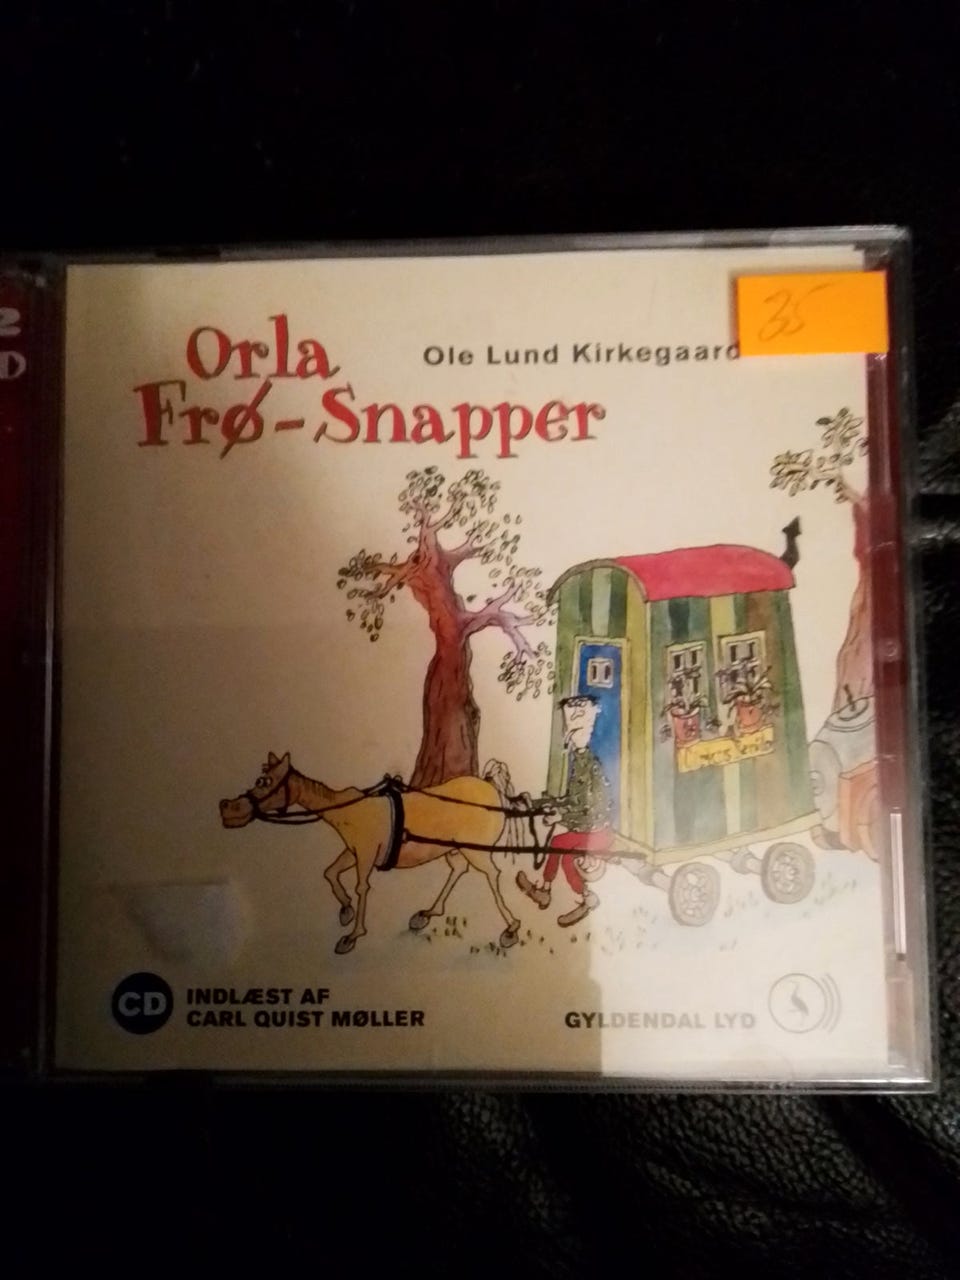 2
D
35
Orla
Frø-Snapper
Ole Lund Kirkegaard
CD
INDLÆST AF
CARL QUIST MØLLER
GYLDENDAL LYD